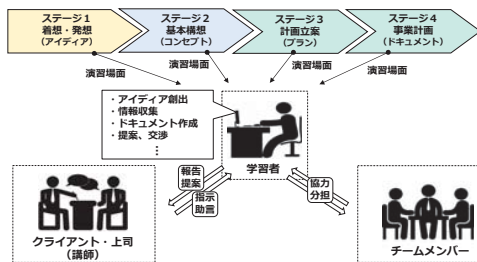 ステージ1
着想・発想
(アイディア)
ステージ2
基本構想
(コンセプト)
ステージ3
計画立案
(プラン)
ステージ4
事業計画
(ドキュメント)
演習場面
演習場面
演習場面
演習場面
・アイディア創出
・情報収集
・ドキュメント作成
・提案、交渉
⋮
学習者
報告
提案
指示
助言
協力
分担
クライアント・上司
(講師)
チームメンバー